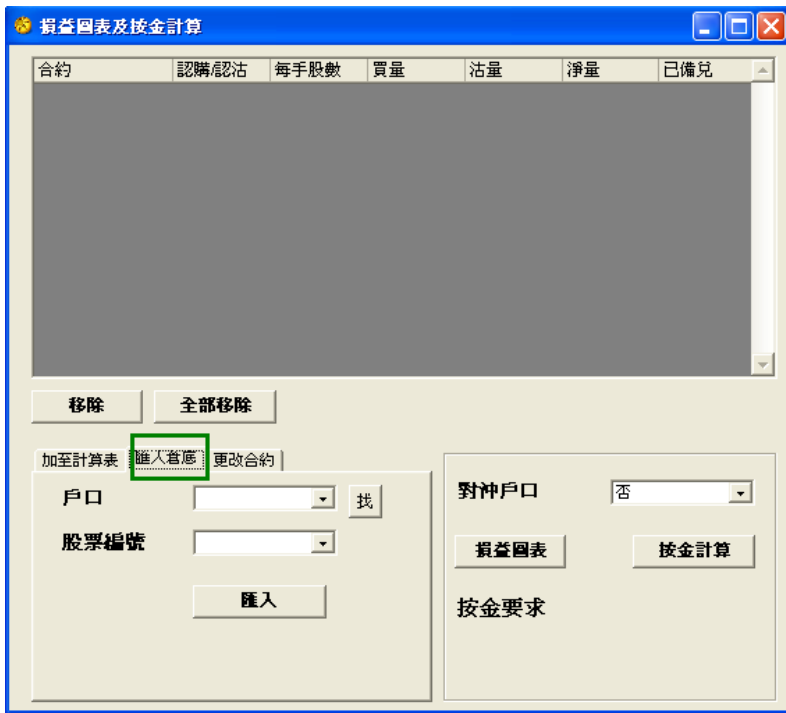 損益圖表及按金計算
合約 認購/認沽 每手股數 買量 沽量 淨量 已備兌
移除 全部移除
加至計算表 匯入倉底 更改合約
戶口 找
股票編號
匯入
對沖戶口 否
損益圖表 按金計算
按金要求